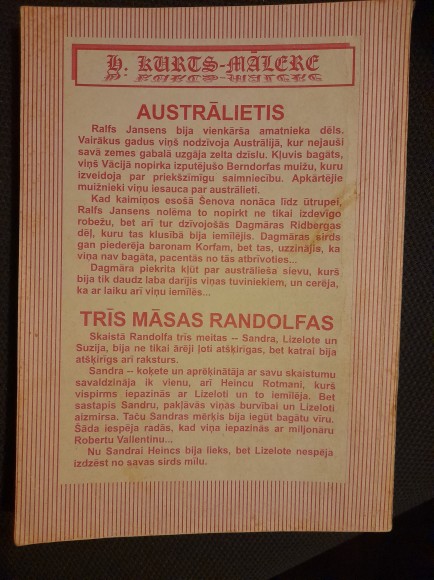 H. KURTS-MĀLERE
AUSTRĀLIETIS
Ralfs Jansens bija vienkārša amatnieka dēls.
Vairākus gadus viņš nodzīvoja Austrālijā, kur nejauši
savā zemes gabalā uzgāja zelta dzīslu. Kļuvis bagāts,
viņš Vācijā nopirka izputējušo Berndorfas muižu, kuru
izveidoja par priekšzīmīgu saimniecību. Apkārtējie
muižnieki viņu iesauca par austrālieti.
Kad kaimiņos esošā Šenova nonāca līdz ūtrupei,
Ralfs Jansens nolēma to nopirkt ne tikai izdevīgo
robežu, bet arī tur dzīvojošās Dagmāras Ridbergas
dēļ, kuru tas klusībā bija iemīlējis. Dagmāras sirds
gan piederēja baronam Korfam, bet tas, uzzinājis, ka
viņa nav bagāta, pacentās no tās atbrīvoties...
Dagmāra piekrita kļūt par austrālieša sievu, kurš
bija tik daudz laba darījis viņas tuviniekiem, un cerēja,
ka ar laiku arī viņu iemīlēs...
TRĪS MĀSAS RANDOLFAS
Skaistā Randolfa trīs meitas -- Sandra, Lizelote un
Suzija, bija ne tikai ārēji ļoti atšķirīgas, bet katrai bija
atšķirīgs arī raksturs.
Sandra -- koķete un aprēķinātāja ar savu skaistumu
savaldzināja ik vienu, arī Heincu Rotmani, kurš
vispirms iepazinās ar Lizeloti un to iemīlēja. Bet
sastapis Sandru, pakļāvās viņas burvībai un Lizeloti
aizmirsa. Taču Sandras mērķis bija iegūt bagātu vīru.
Šāda iespēja radās, kad viņa iepazinās ar miljonāru
Robertu Vallentinu...
Nu Sandrai Heincs bija lieks, bet Lizelote nespēja
izdzēst no savas sirds mīlu.